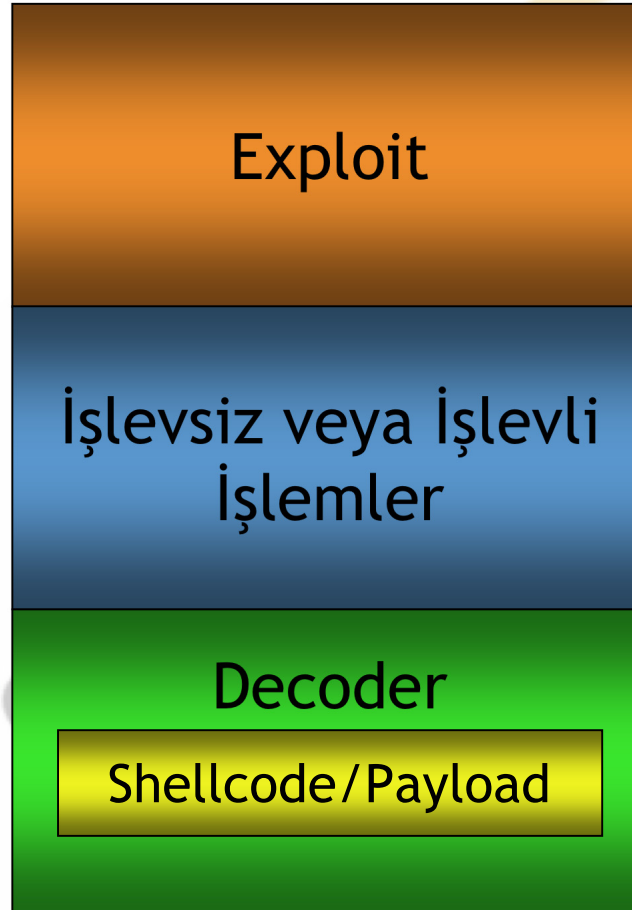 Exploit
İşlevsiz veya İşlevli
İşlemler
Decoder
Shellcode/Payload